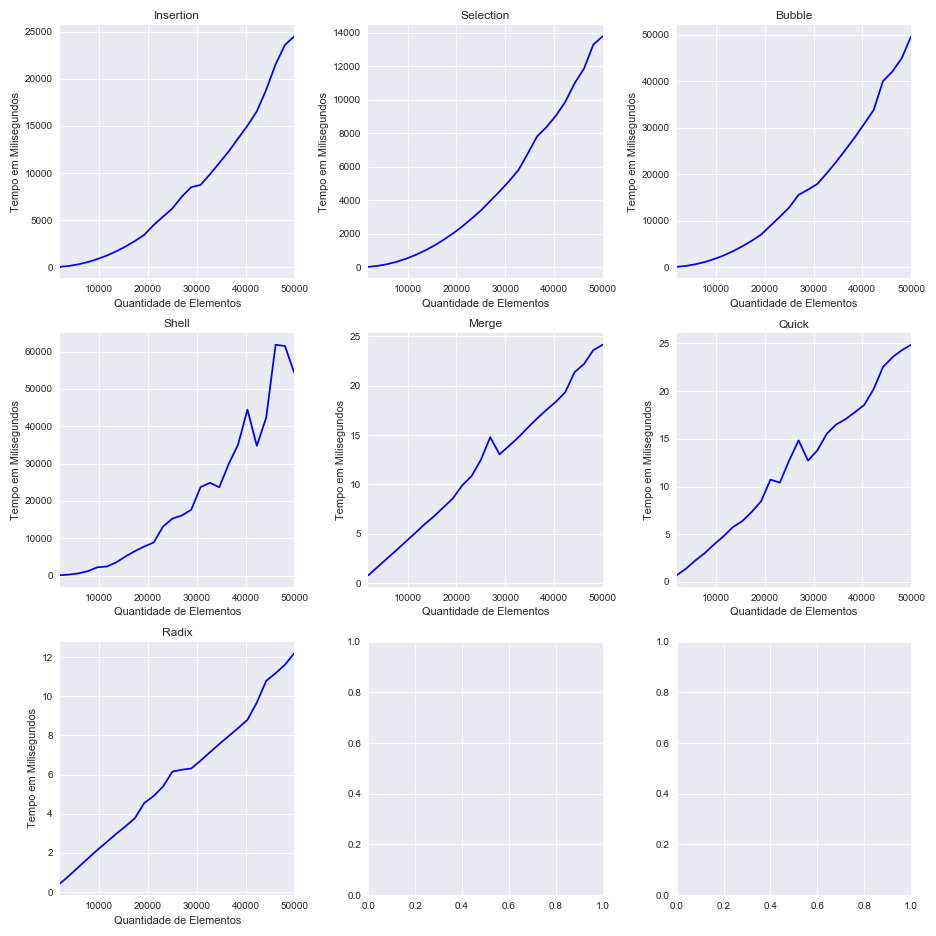 Insertion
Tempo em Milisegundos
25000
20000
15000
10000
5000
0
10000 20000 30000 40000 50000
Quantidade de Elementos
Selection
Tempo em Milisegundos
14000
12000
10000
8000
6000
4000
2000
0
10000 20000 30000 40000 50000
Quantidade de Elementos
Bubble
Tempo em Milisegundos
50000
40000
30000
20000
10000
0
10000 20000 30000 40000 50000
Quantidade de Elementos
Shell
Tempo em Milisegundos
60000
50000
40000
30000
20000
10000
0
10000 20000 30000 40000 50000
Quantidade de Elementos
Merge
Tempo em Milisegundos
25
20
15
10
5
0
10000 20000 30000 40000 50000
Quantidade de Elementos
Quick
Tempo em Milisegundos
25
20
15
10
5
0
10000 20000 30000 40000 50000
Quantidade de Elementos
Radix
Tempo em Milisegundos
12
10
8
6
4
2
0
10000 20000 30000 40000 50000
Quantidade de Elementos
1.0
0.8
0.6
0.4
0.2
0.0
0.0 0.2 0.4 0.6 0.8 1.0
1.0
0.8
0.6
0.4
0.2
0.0
0.0 0.2 0.4 0.6 0.8 1.0